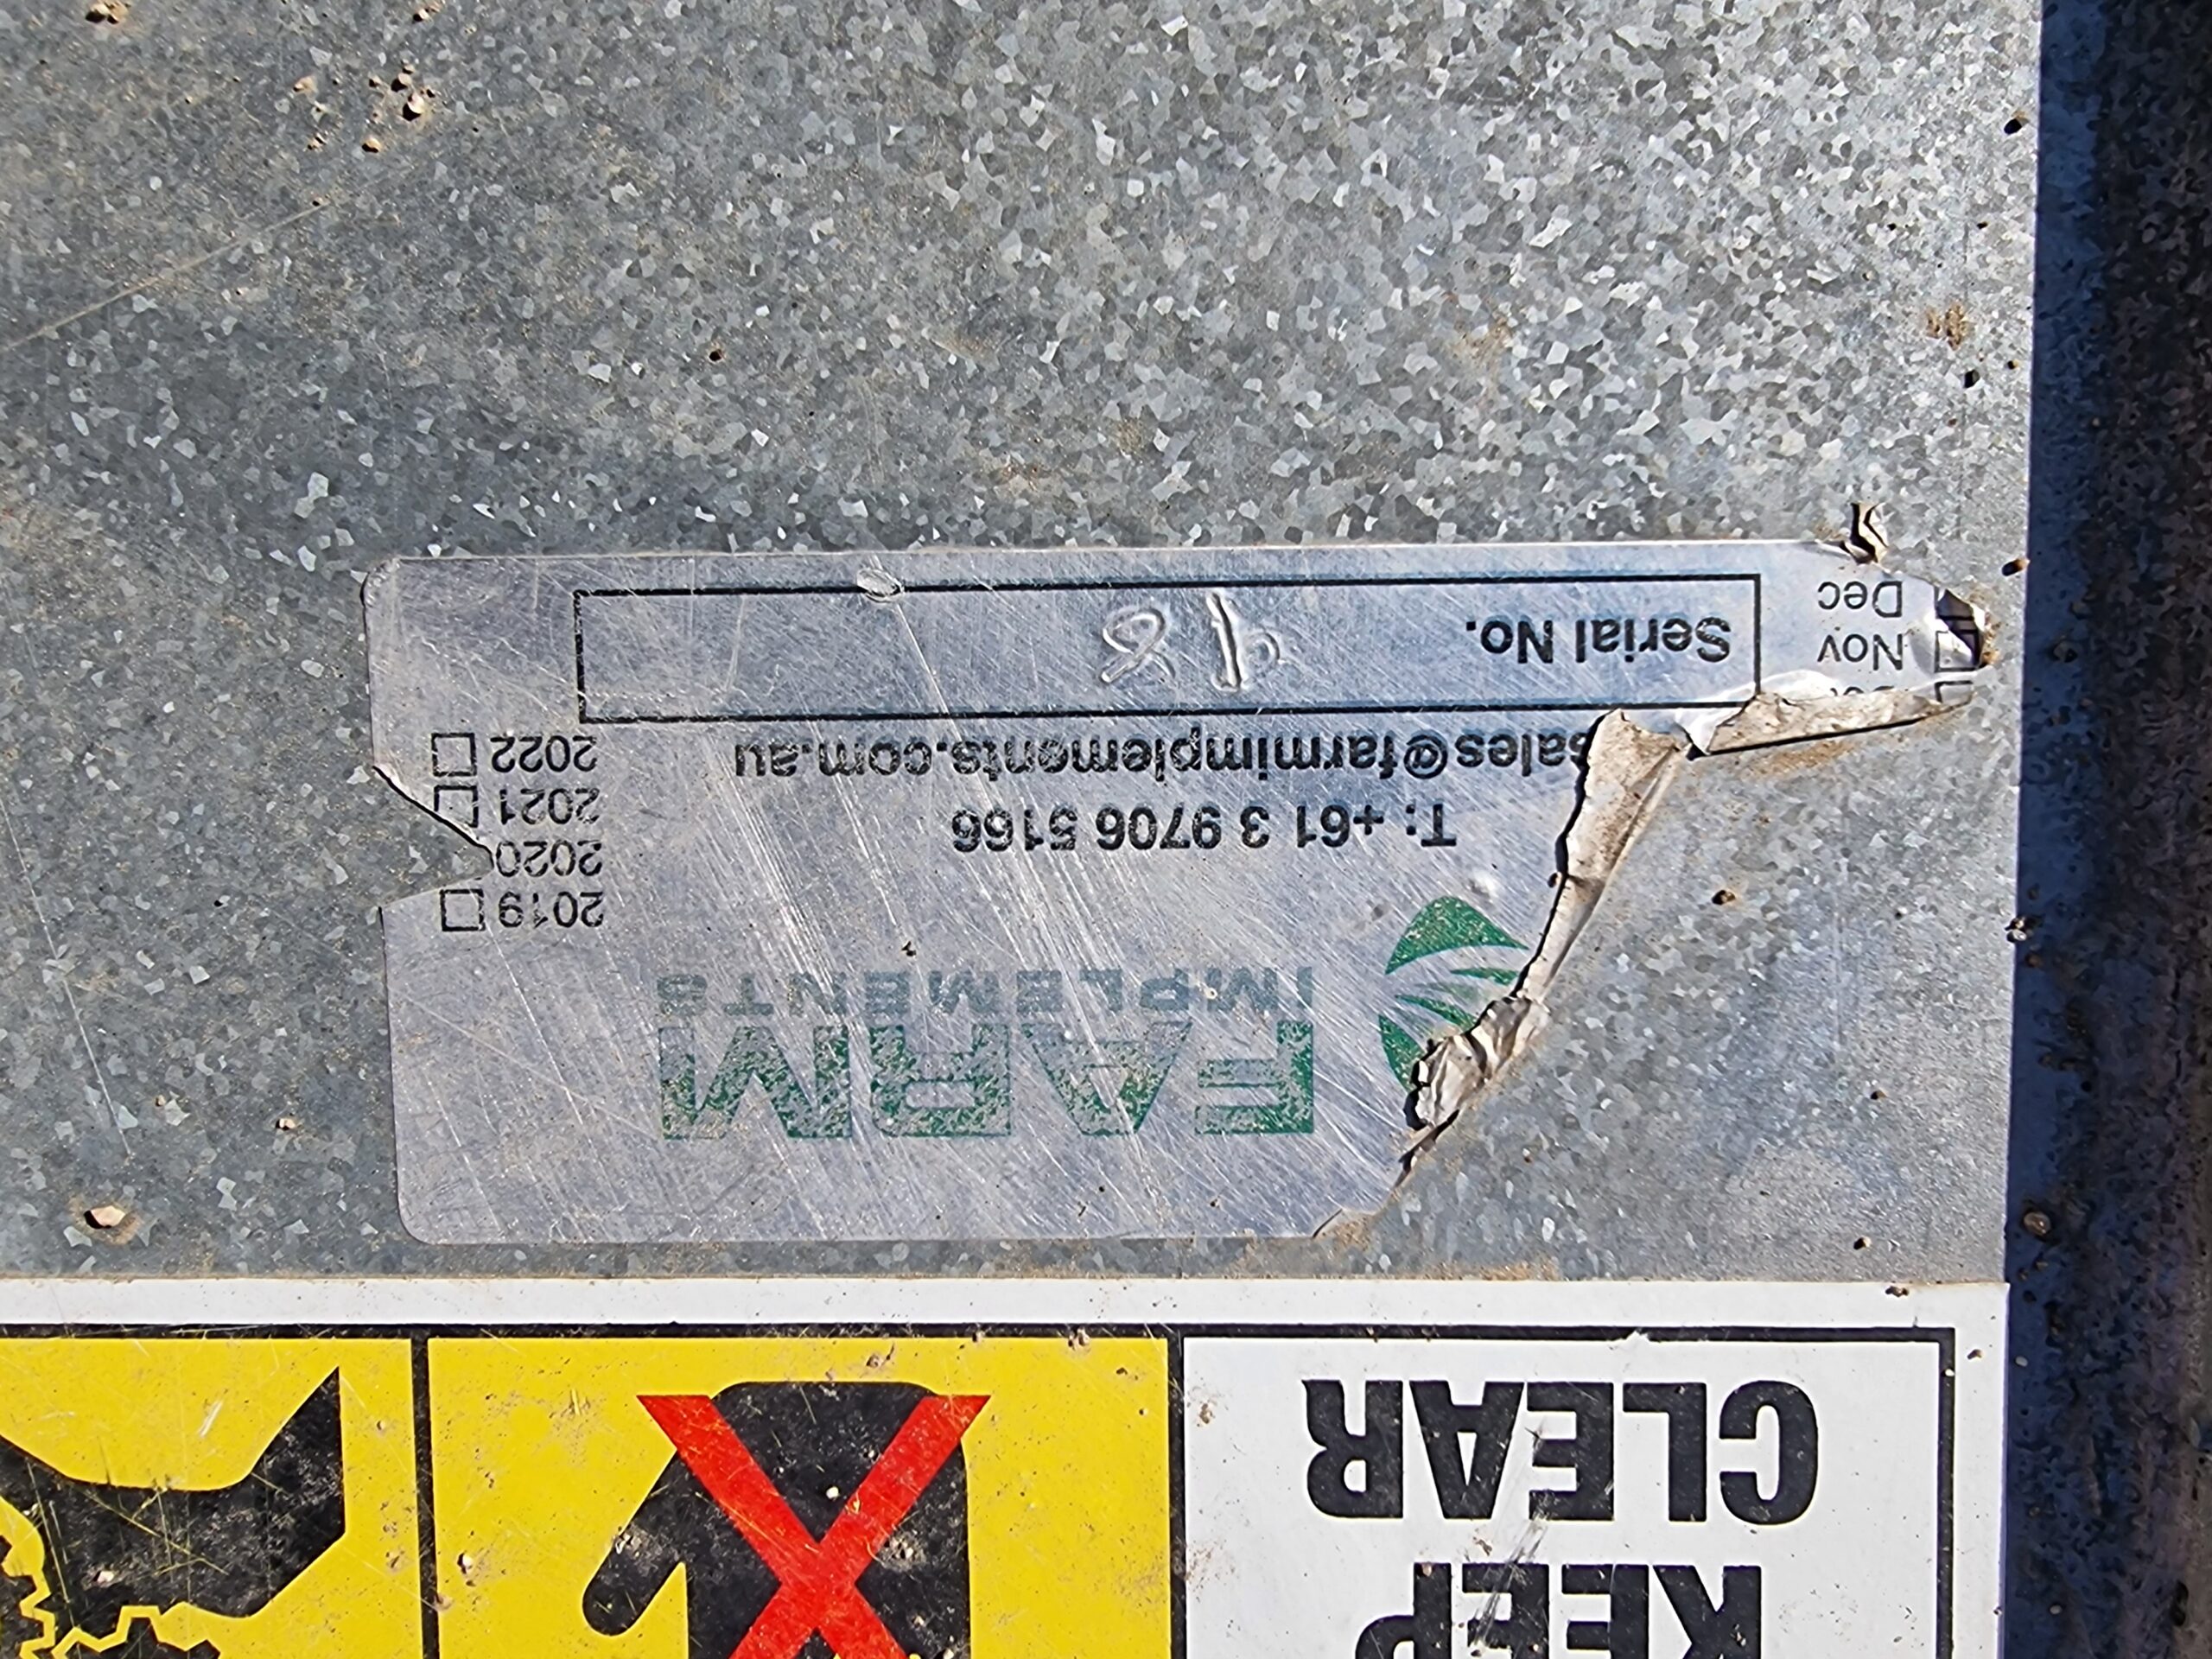 KEEP
CLEAR
FARM
IMPLEMENTS
2019
2020
T: +61 3 9706 5166
2021
sales@farmimplements.com.au
2022
Nov
Dec
Serial No.